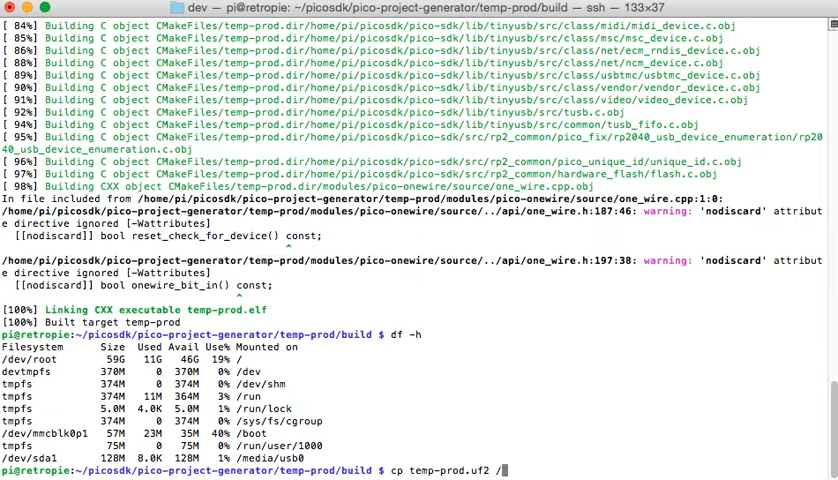 dev — pi@retropie: ~/picosdk/pico-project-generator/temp-prod/build — ssh — 133×37
[ 84%] Building C object CMakeFiles/temp-prod.dir/home/pi/picosdk/pico-sdk/lib/tinyusb/src/class/midi/midi_device.c.obj
[ 85%] Building C object CMakeFiles/temp-prod.dir/home/pi/picosdk/pico-sdk/lib/tinyusb/src/class/msc/msc_device.c.obj
[ 86%] Building C object CMakeFiles/temp-prod.dir/home/pi/picosdk/pico-sdk/lib/tinyusb/src/class/net/ecm_rndis_device.c.obj
[ 88%] Building C object CMakeFiles/temp-prod.dir/home/pi/picosdk/pico-sdk/lib/tinyusb/src/class/net/ncm_device.c.obj
[ 89%] Building C object CMakeFiles/temp-prod.dir/home/pi/picosdk/pico-sdk/lib/tinyusb/src/class/usbtmc/usbtmc_device.c.obj
[ 90%] Building C object CMakeFiles/temp-prod.dir/home/pi/picosdk/pico-sdk/lib/tinyusb/src/class/vendor/vendor_device.c.obj
[ 91%] Building C object CMakeFiles/temp-prod.dir/home/pi/picosdk/pico-sdk/lib/tinyusb/src/class/video/video_device.c.obj
[ 92%] Building C object CMakeFiles/temp-prod.dir/home/pi/picosdk/pico-sdk/lib/tinyusb/src/tusb.c.obj
[ 94%] Building C object CMakeFiles/temp-prod.dir/home/pi/picosdk/pico-sdk/lib/tinyusb/src/common/tusb_fifo.c.obj
[ 95%] Building C object CMakeFiles/temp-prod.dir/home/pi/picosdk/pico-sdk/src/rp2_common/pico_fix/rp2040_usb_device_enumeration/rp20
40_usb_device_enumeration.c.obj
[ 96%] Building C object CMakeFiles/temp-prod.dir/home/pi/picosdk/pico-sdk/src/rp2_common/pico_unique_id/unique_id.c.obj
[ 97%] Building C object CMakeFiles/temp-prod.dir/home/pi/picosdk/pico-sdk/src/rp2_common/hardware_flash/flash.c.obj
[ 98%] Building CXX object CMakeFiles/temp-prod.dir/modules/pico-onewire/source/one_wire.cpp.obj
In file included from /home/pi/picosdk/pico-project-generator/temp-prod/modules/pico-onewire/source/one_wire.cpp:1:0:
/home/pi/picosdk/pico-project-generator/temp-prod/modules/pico-onewire/source/../api/one_wire.h:187:46: warning: 'nodiscard' attribut
e directive ignored [-Wattributes]
[[nodiscard]] bool reset_check_for_device() const;
^
/home/pi/picosdk/pico-project-generator/temp-prod/modules/pico-onewire/source/../api/one_wire.h:197:38: warning: 'nodiscard' attribut
e directive ignored [-Wattributes]
[[nodiscard]] bool onewire_bit_in() const;
^
[100%] Linking CXX executable temp-prod.elf
[100%] Built target temp-prod
pi@retropie:~/picosdk/pico-project-generator/temp-prod/build $ df -h
Filesystem      Size  Used Avail Use% Mounted on
/dev/root        59G   11G   46G  19% /
devtmpfs        370M     0  370M   0% /dev
tmpfs           374M     0  374M   0% /dev/shm
tmpfs           374M   11M  364M   3% /run
tmpfs           5.0M  4.0K  5.0M   1% /run/lock
tmpfs           374M     0  374M   0% /sys/fs/cgroup
/dev/mmcblk0p1   57M   23M   35M  40% /boot
tmpfs            75M     0   75M   0% /run/user/1000
/dev/sda1       128M  8.0K  128M   1% /media/usb0
pi@retropie:~/picosdk/pico-project-generator/temp-prod/build $ cp temp-prod.uf2 /